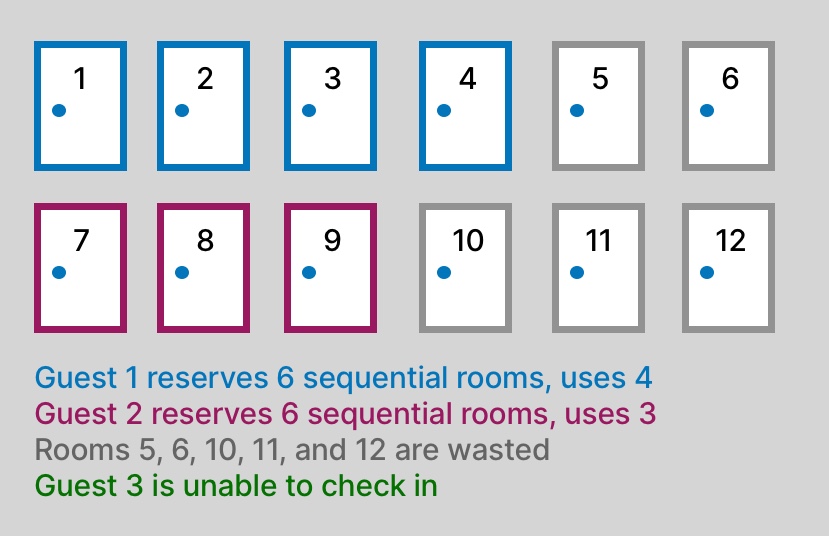 1 2 3 4 5 6
7 8 9 10 11 12
Guest 1 reserves 6 sequential rooms, uses 4
Guest 2 reserves 6 sequential rooms, uses 3
Rooms 5, 6, 10, 11, and 12 are wasted
Guest 3 is unable to check in